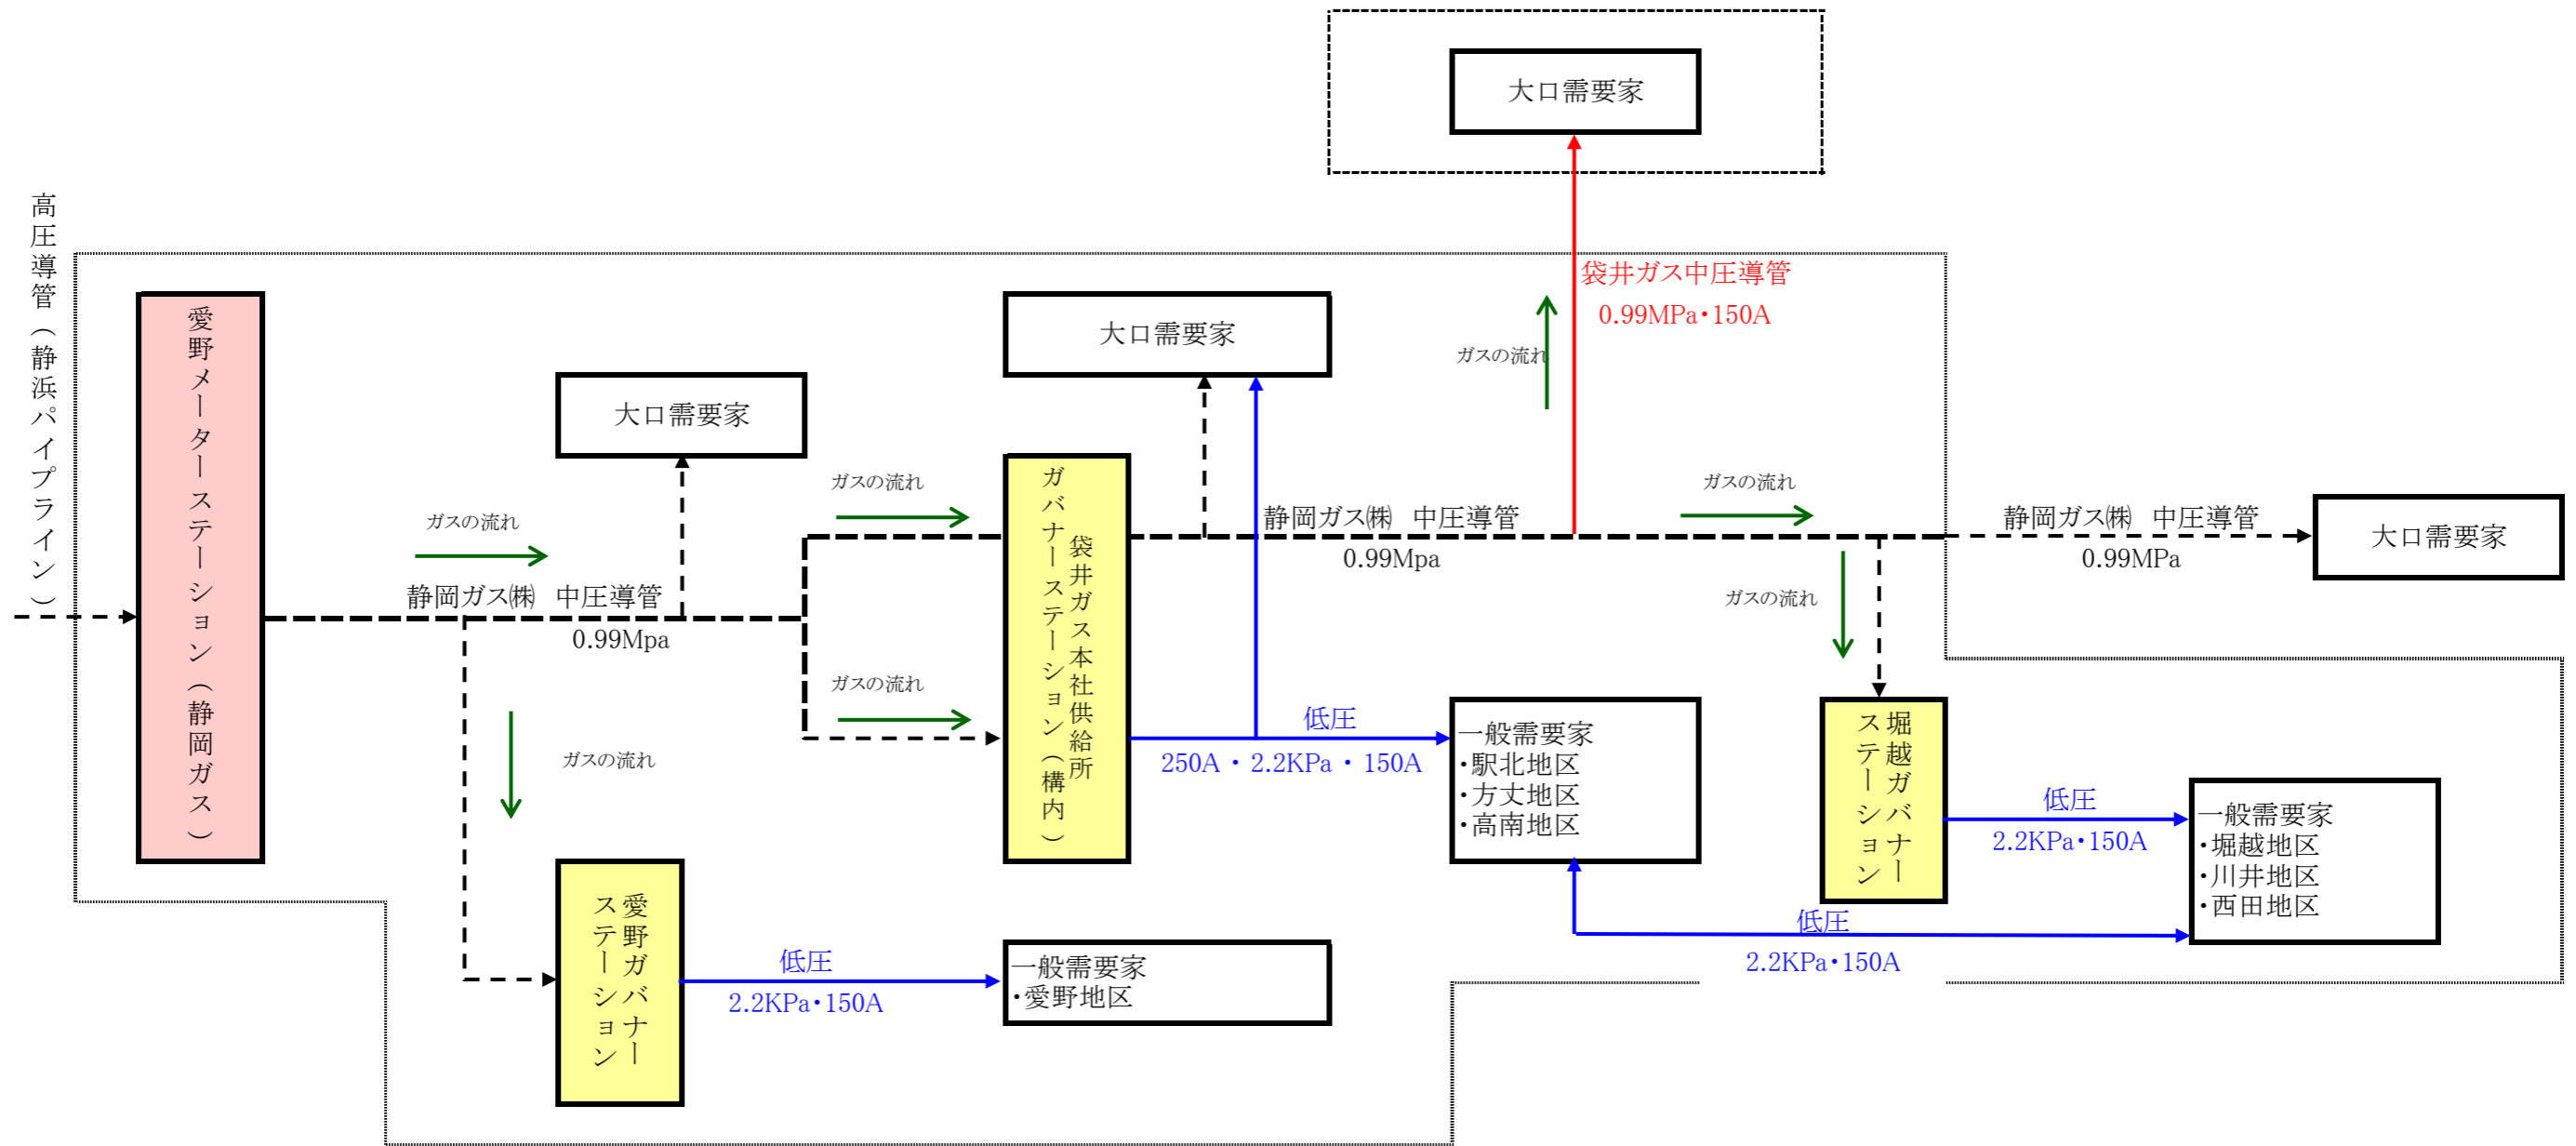 大口需要家
高圧導管（静浜パイプライン）
袋井ガス中圧導管
0.99MPa・150A
愛野メーターステーション（静岡ガス）
大口需要家
ガスの流れ
大口需要家
ガスの流れ
ガスの流れ
ガスの流れ
静岡ガス㈱　中圧導管
0.99Mpa
静岡ガス㈱　中圧導管
0.99MPa
大口需要家
袋井ガス本社供給所
ガバナーステーション（構内）
静岡ガス㈱　中圧導管
0.99Mpa
ガスの流れ
ガスの流れ
ガスの流れ
低圧
250A・2.2KPa・150A
一般需要家
・駅北地区
・方丈地区
・高南地区
堀越ガバナー
ステーション
低圧
2.2KPa・150A
一般需要家
・堀越地区
・川井地区
・西田地区
低圧
2.2KPa・150A
愛野ガバナー
ステーション
低圧
2.2KPa・150A
一般需要家
・愛野地区